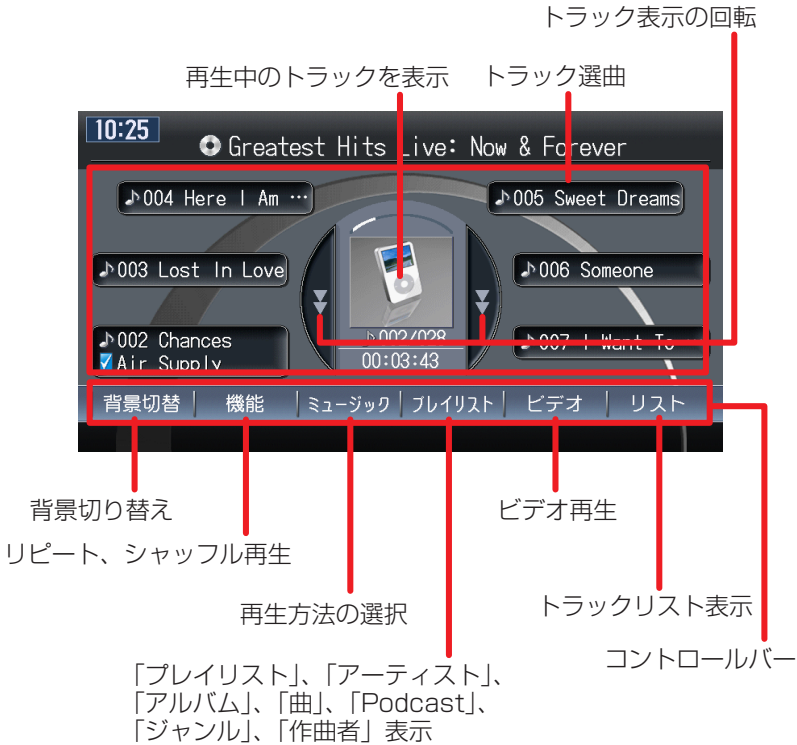 トラック表示の回転
再生中のトラックを表示
トラック選曲
10:25
Greatest Hits Live: Now & Forever
♪004 Here I Am …
♪005 Sweet Dreams
♪003 Lost In Love
♪006 Someone
♪002 Chances
Air Supply
♪002/028
00:03:43
♪007 I Want To
背景切替
機能
ミュージック
プレイリスト
ビデオ
リスト
背景切り替え
ビデオ再生
リピート、シャッフル再生
再生方法の選択
トラックリスト表示
コントロールバー
「プレイリスト」、「アーティスト」、
「アルバム」、「曲」、「Podcast」、
「ジャンル」、「作曲者」表示